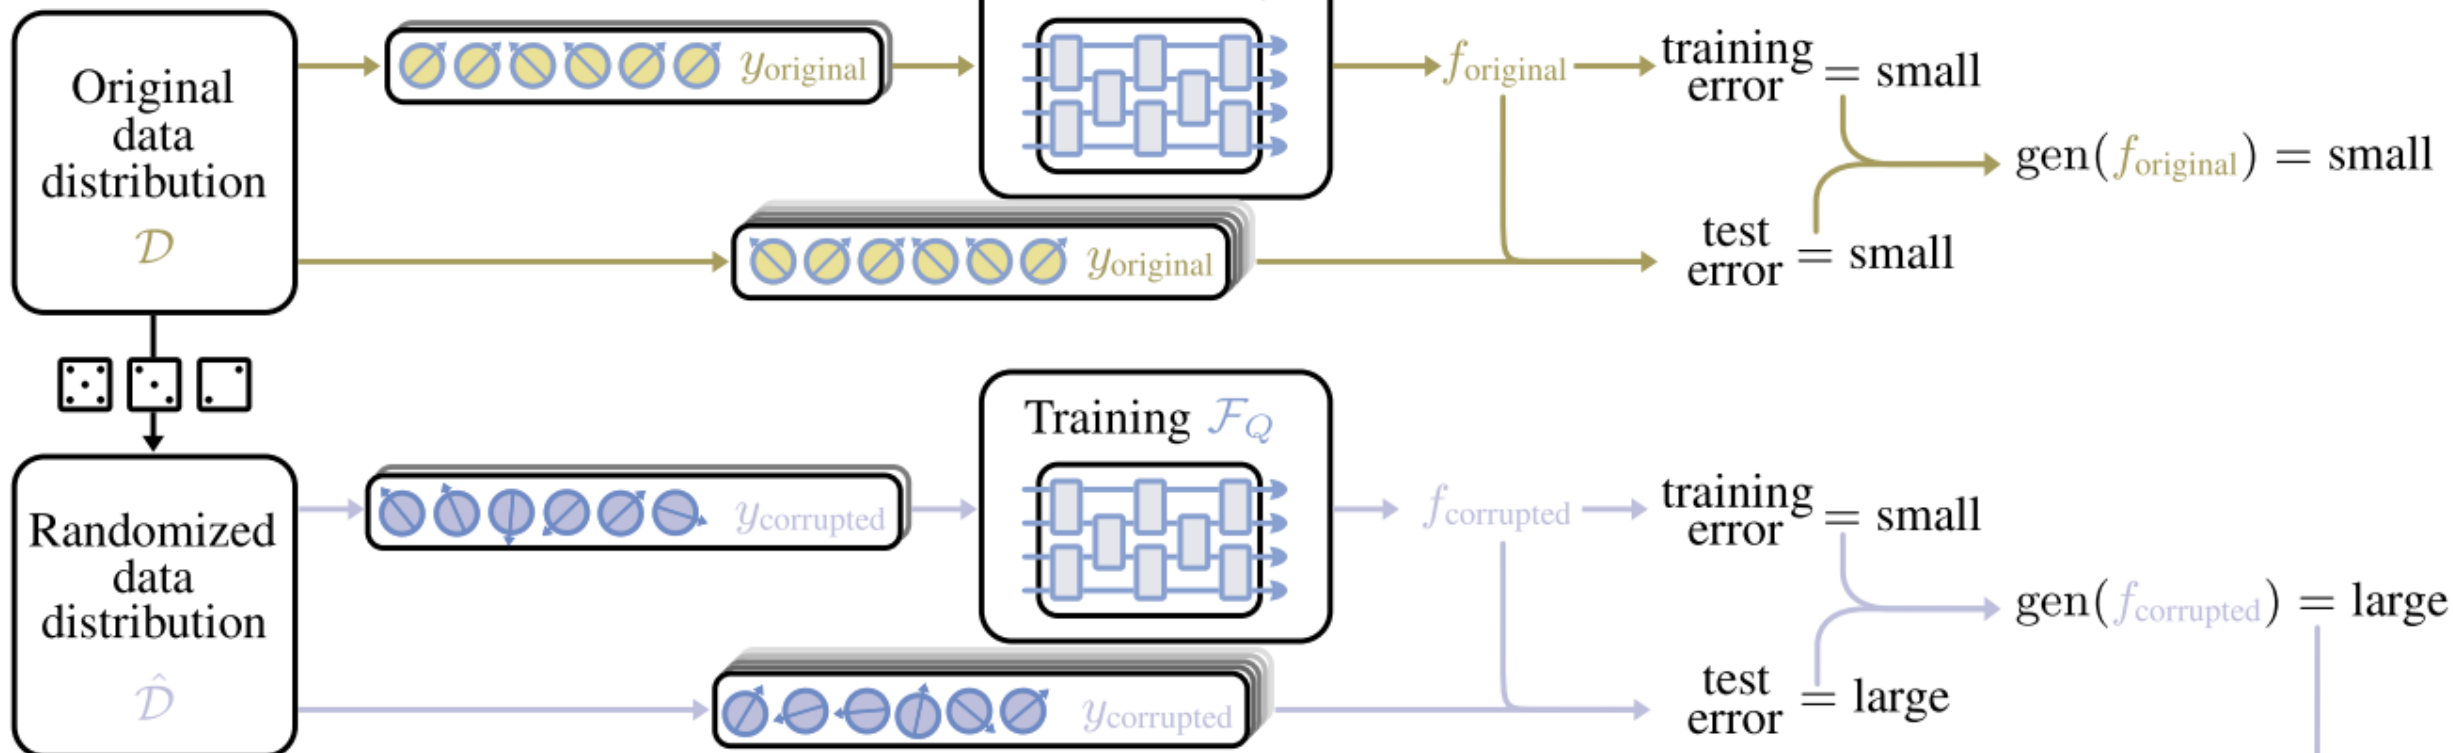 Original
data
distribution
𝒟
y_original
f_original
training
error = small
gen(f_original) = small
y_original
test
error = small
Randomized
data
distribution
𝒟̂
y_corrupted
Training ℱ_Q
f_corrupted
training
error = small
gen(f_corrupted) = large
y_corrupted
test
error = large